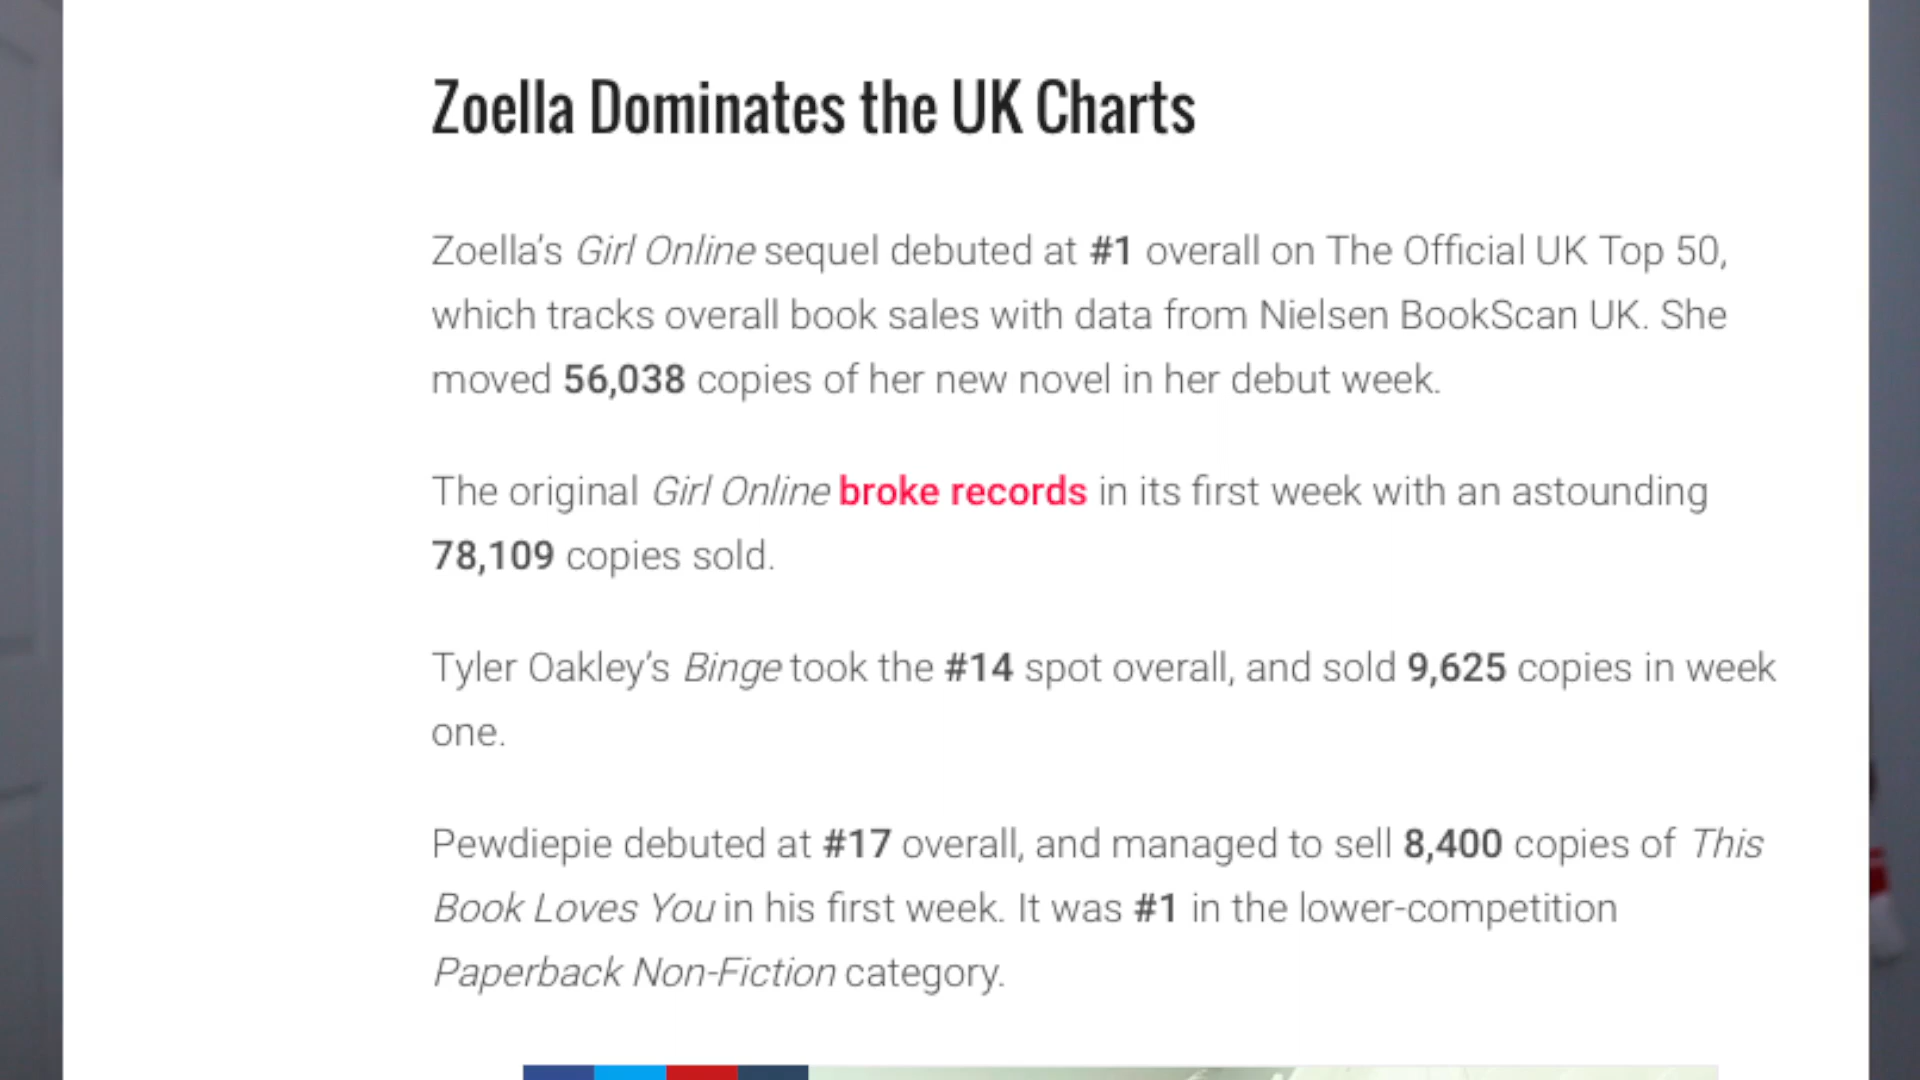 Zoella Dominates the UK Charts
Zoella's Girl Online sequel debuted at #1 overall on The Official UK Top 50,
which tracks overall book sales with data from Nielsen BookScan UK. She
moved 56,038 copies of her new novel in her debut week.
The original Girl Online broke records in its first week with an astounding
78,109 copies sold.
Tyler Oakley's Binge took the #14 spot overall, and sold 9,625 copies in week
one.
Pewdiepie debuted at #17 overall, and managed to sell 8,400 copies of This
Book Loves You in his first week. It was #1 in the lower-competition
Paperback Non-Fiction category.